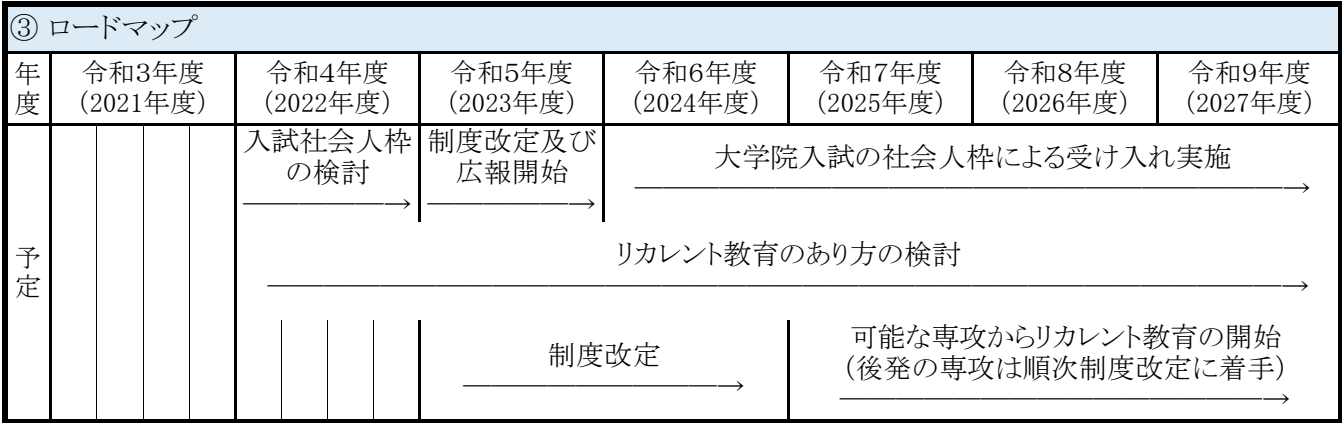 ③ ロードマップ
年度
令和3年度
（2021年度）
令和4年度
（2022年度）
令和5年度
（2023年度）
令和6年度
（2024年度）
令和7年度
（2025年度）
令和8年度
（2026年度）
令和9年度
（2027年度）
予定
入試社会人枠
の検討
制度改定及び
広報開始
大学院入試の社会人枠による受け入れ実施
リカレント教育のあり方の検討
制度改定
可能な専攻からリカレント教育の開始
（後発の専攻は順次制度改定に着手）